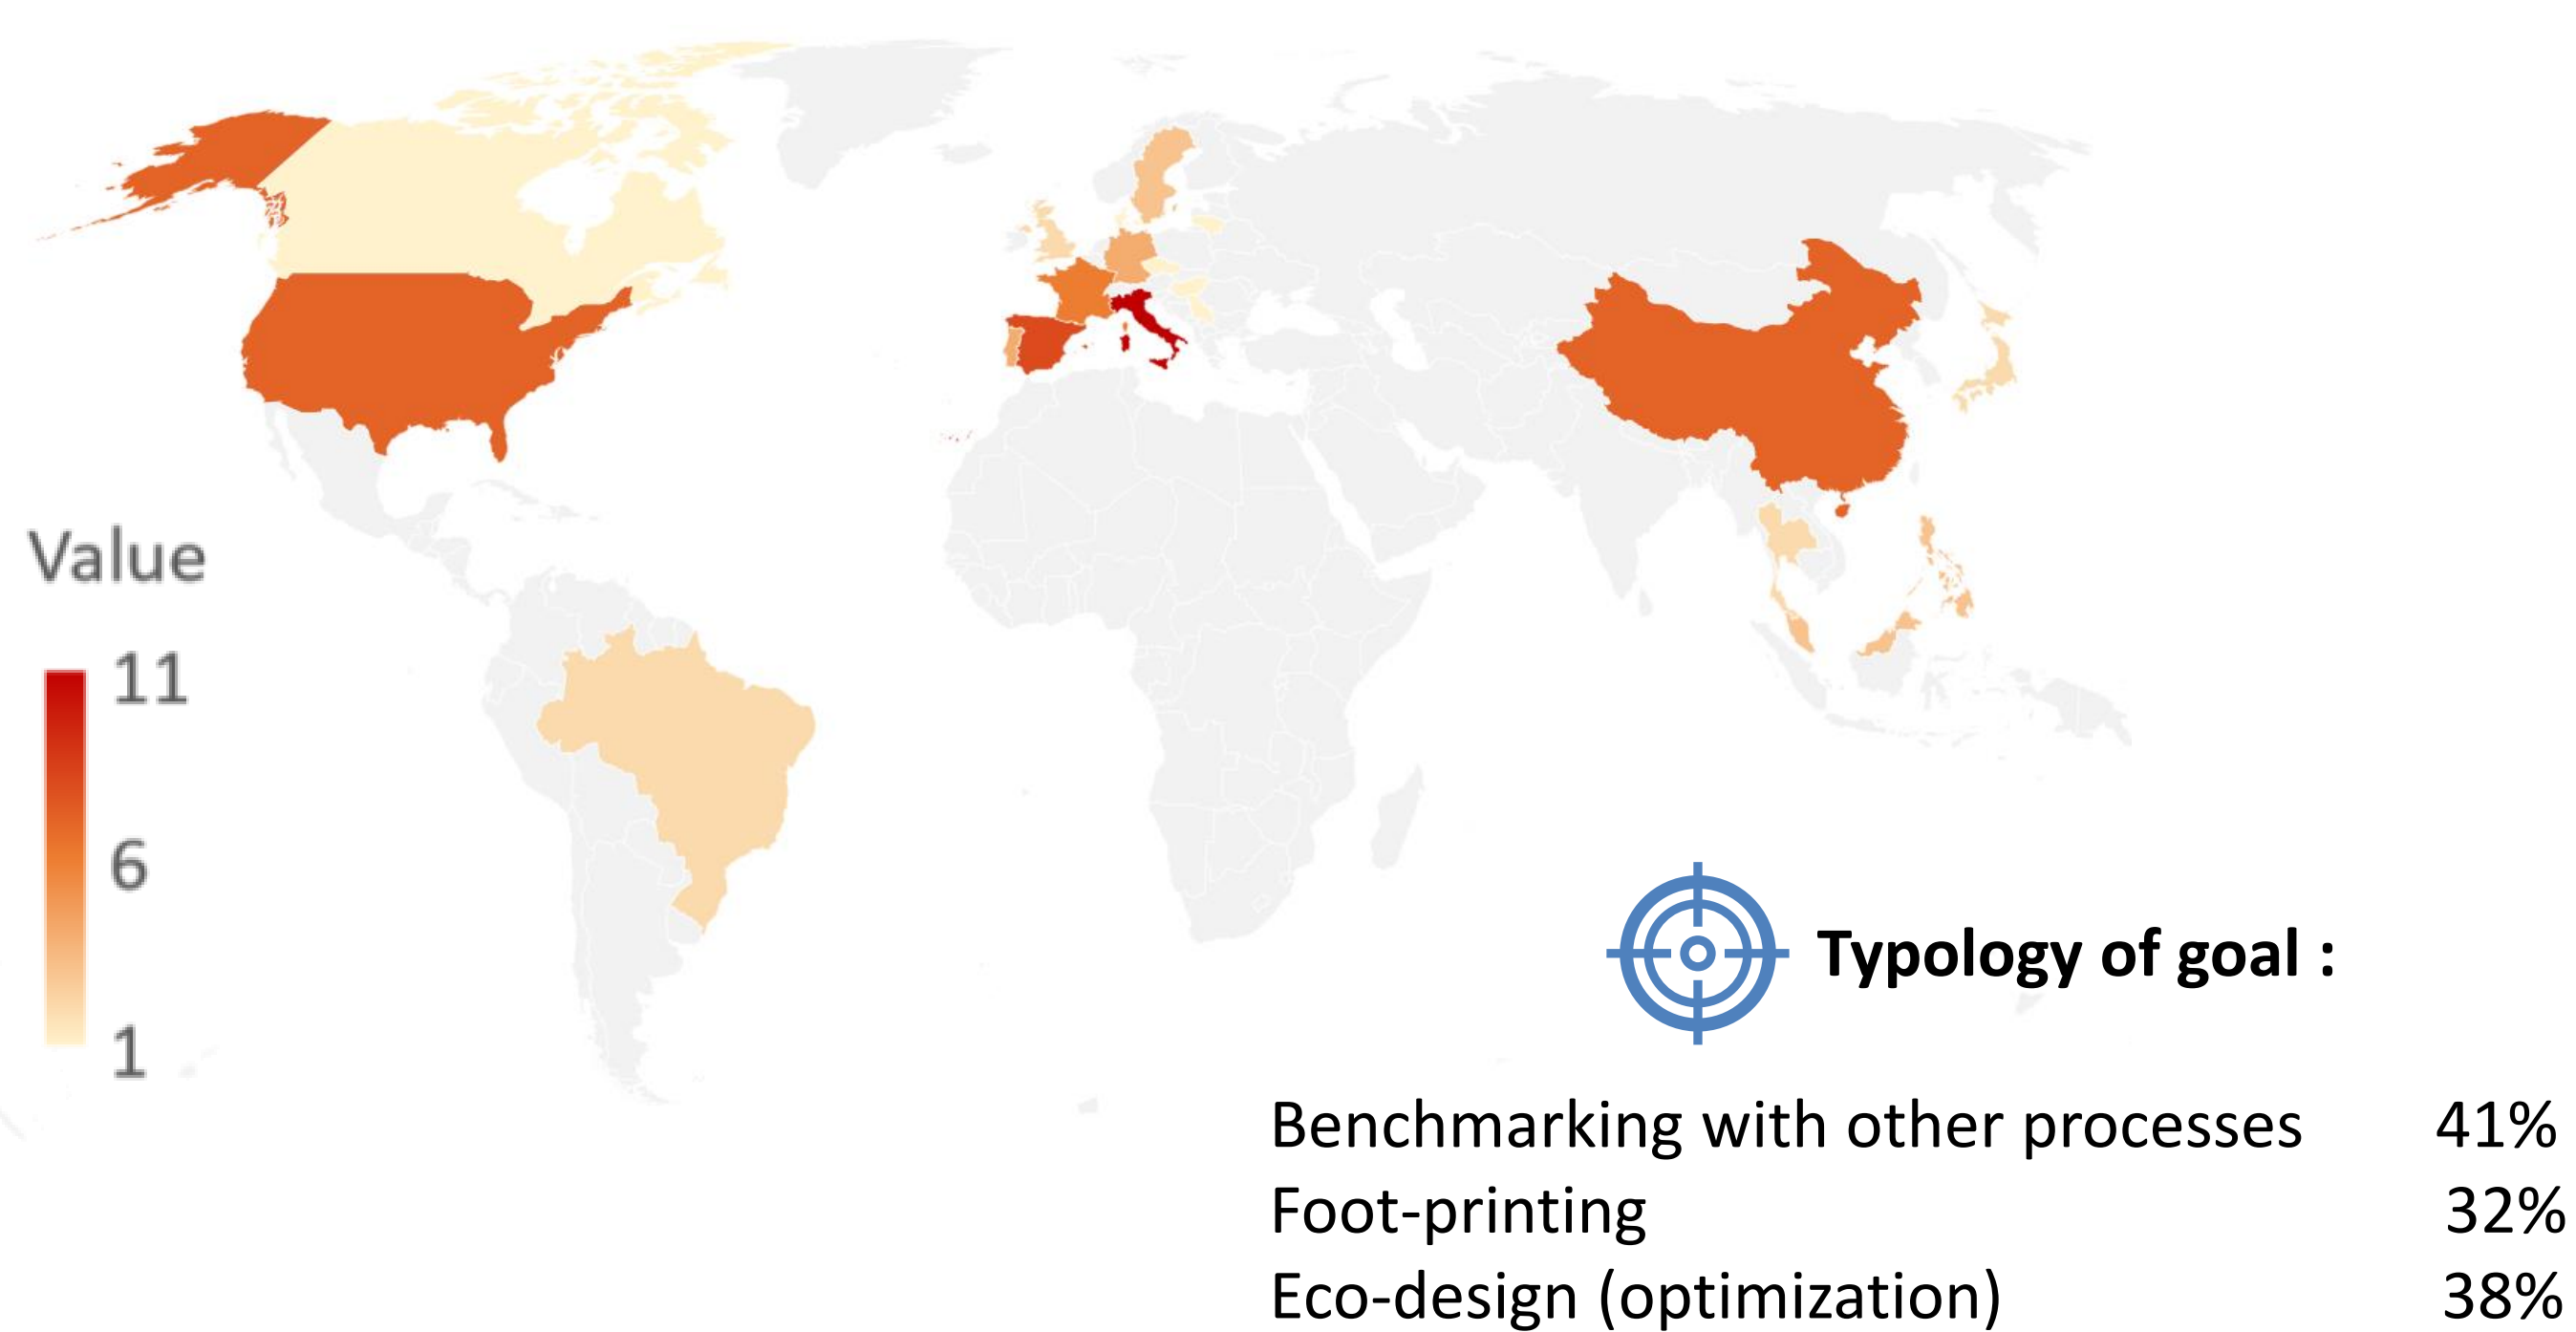 Value
11
6
1
Typology of goal :
Benchmarking with other processes 41%
Foot-printing 32%
Eco-design (optimization) 38%